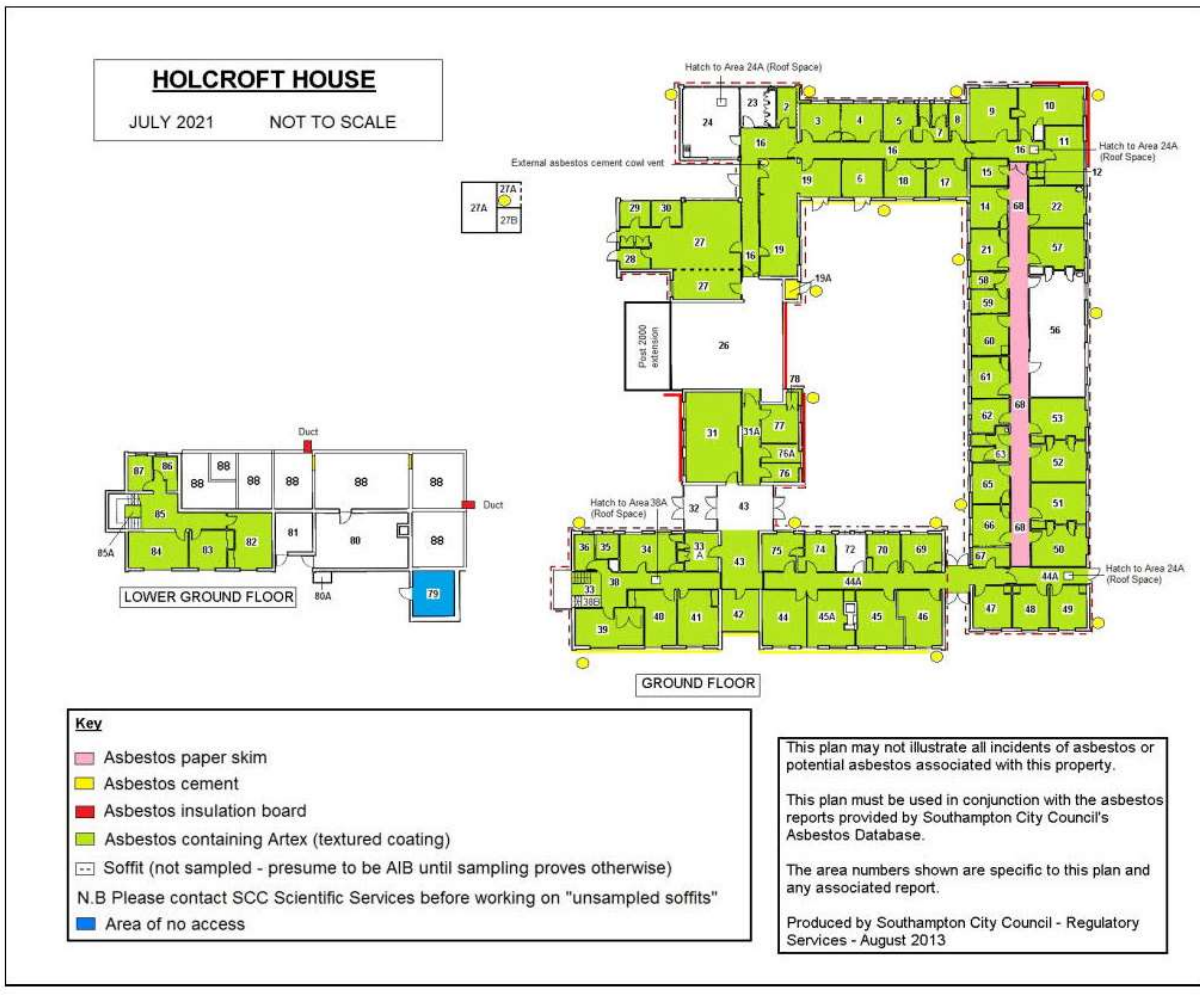 HOLCROFT HOUSE
JULY 2021 NOT TO SCALE
Hatch to Area 24A (Roof Space)
24
23
2
3
4
5
7
8
9
10
16
16
16
11
Hatch to Area 24A
(Roof Space)
External asbestos cement cowl vent
12
19
6
18
17
15
68
27A
27A
27B
29
30
14
22
27
28
19
16
21
57
27
19A
58
59
Post 2000
extension
26
56
60
61
78
31
31A
77
62
68
53
76A
63
76
52
65
Hatch to Area 38A
(Roof Space)
32
43
51
66
68
36
35
34
33
A
43
75
74
72
70
69
67
50
33
38
38B
44A
44A
Hatch to Area 24A
(Roof Space)
39
40
41
42
44
45A
45
46
47
48
49
GROUND FLOOR
Duct
87
86
88
88
88
88
88
88
Duct
85
85A
84
83
82
81
80
88
80A
79
LOWER GROUND FLOOR
Key
Asbestos paper skim
Asbestos cement
Asbestos insulation board
Asbestos containing Artex (textured coating)
Soffit (not sampled - presume to be AIB until sampling proves otherwise)
N.B Please contact SCC Scientific Services before working on "unsampled soffits"
Area of no access
This plan may not illustrate all incidents of asbestos or
potential asbestos associated with this property.
This plan must be used in conjunction with the asbestos
reports provided by Southampton City Council's
Asbestos Database.
The area numbers shown are specific to this plan and
any associated report.
Produced by Southampton City Council - Regulatory
Services - August 2013